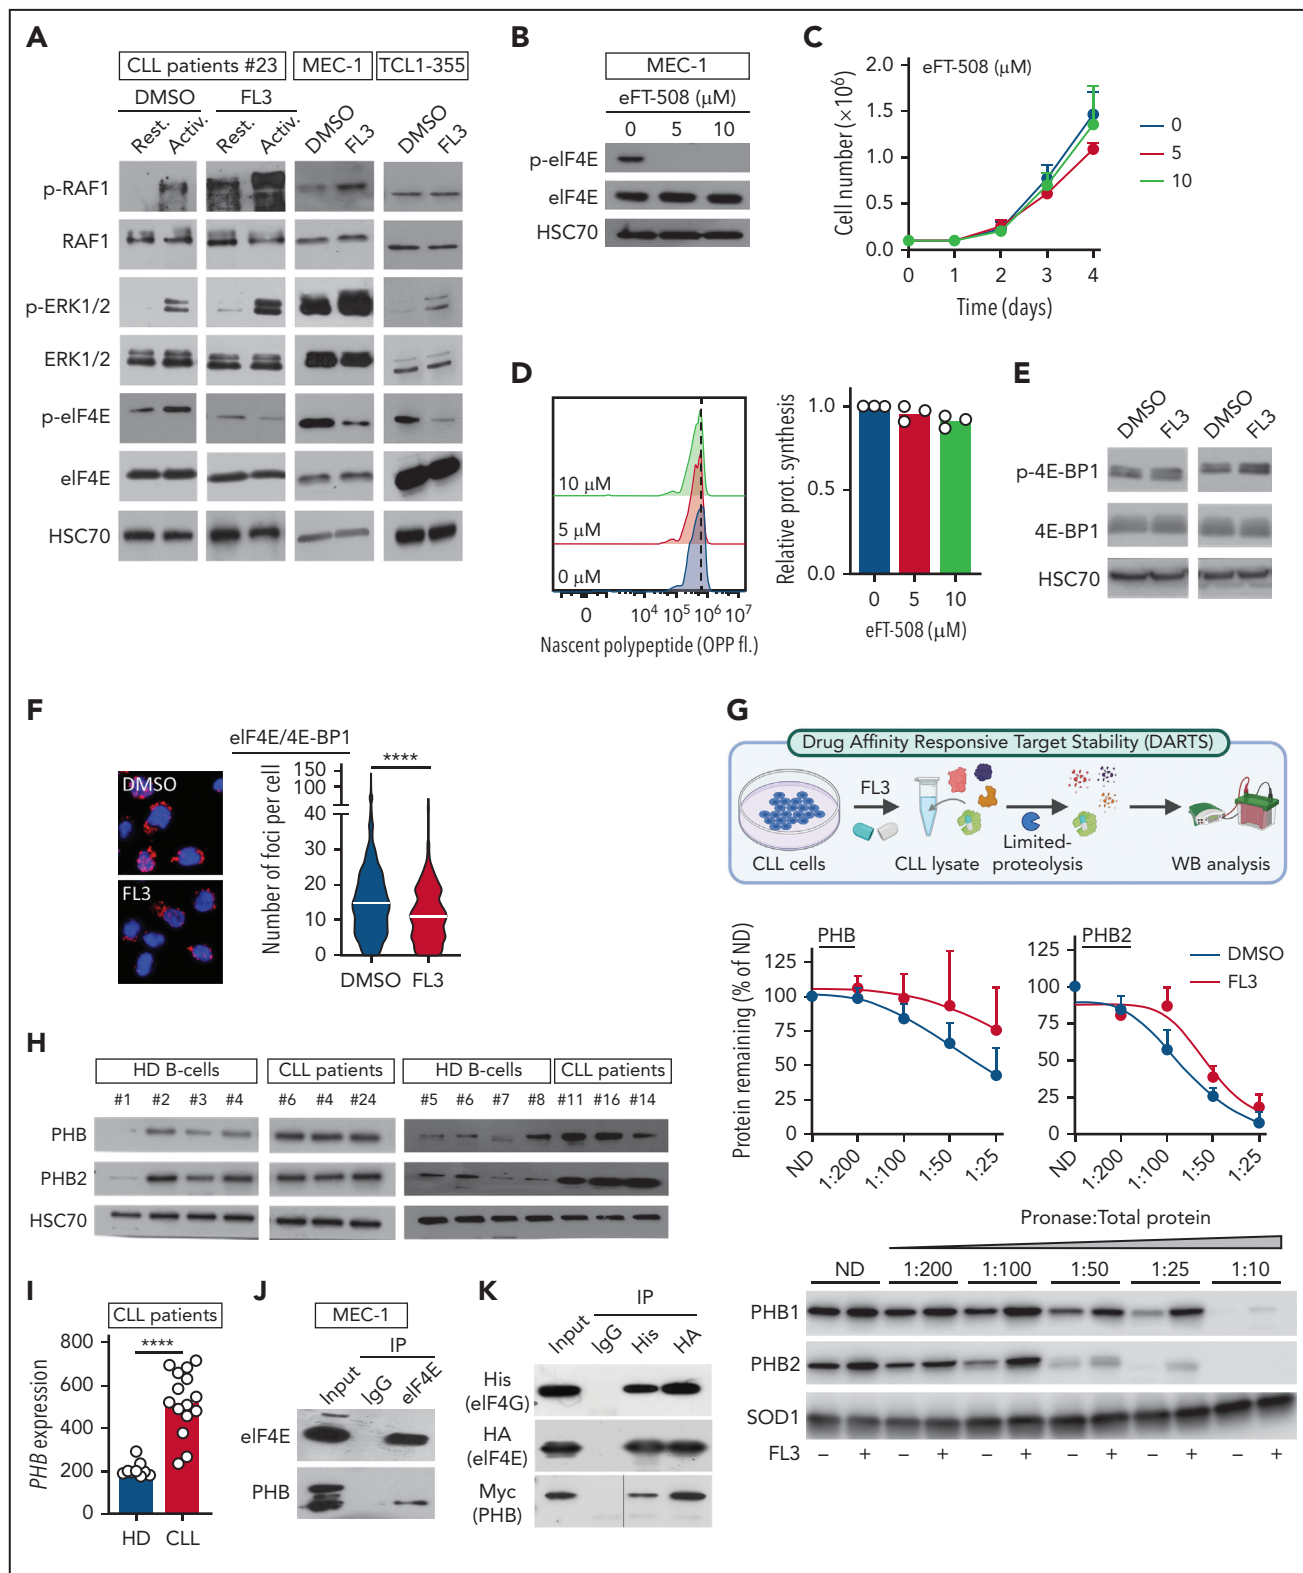 A
CLL patients #23
MEC-1
TCL1-355
DMSO
FL3
Rest.
Activ.
Rest.
Activ.
DMSO
FL3
DMSO
FL3
p-RAF1
RAF1
p-ERK1/2
ERK1/2
p-eIF4E
eIF4E
HSC70
B
MEC-1
eFT-508 (μM)
0 5 10
p-eIF4E
eIF4E
HSC70
C
eFT-508 (μM)
Cell number (×10⁶)
2.0
1.5
1.0
0.5
0.0
0 1 2 3 4
Time (days)
0
5
10
D
10 μM
5 μM
0 μM
0 10⁴ 10⁵ 10⁶ 10⁷
Nascent polypeptide (OPP fl.)
Relative prot. synthesis
1.0
0.5
0.0
0 5 10
eFT-508 (μM)
E
DMSO
FL3
DMSO
FL3
p-4E-BP1
4E-BP1
HSC70
F
DMSO
FL3
eIF4E/4E-BP1
Number of foci per cell
150
100
50
30
20
10
0
****
DMSO FL3
G
Drug Affinity Responsive Target Stability (DARTS)
FL3
Limited-
proteolysis
CLL cells
CLL lysate
WB analysis
Protein remaining (% of ND)
PHB
125
100
75
50
25
0
ND 1:200 1:100 1:50 1:25
PHB2
125
100
75
50
25
0
ND 1:200 1:100 1:50 1:25
DMSO
FL3
Pronase:Total protein
ND 1:200 1:100 1:50 1:25 1:10
PHB1
PHB2
SOD1
FL3 – + – + – + – + – + – +
H
HD B-cells
CLL patients
HD B-cells
CLL patients
#1 #2 #3 #4 #6 #4 #24 #5 #6 #7 #8 #11 #16 #14
PHB
PHB2
HSC70
I
CLL patients
PHB expression
800
600
400
200
0
****
HD CLL
J
MEC-1
IP
Input
IgG
eIF4E
eIF4E
PHB
K
IP
Input
IgG
His
HA
His
(eIF4G)
HA
(eIF4E)
Myc
(PHB)